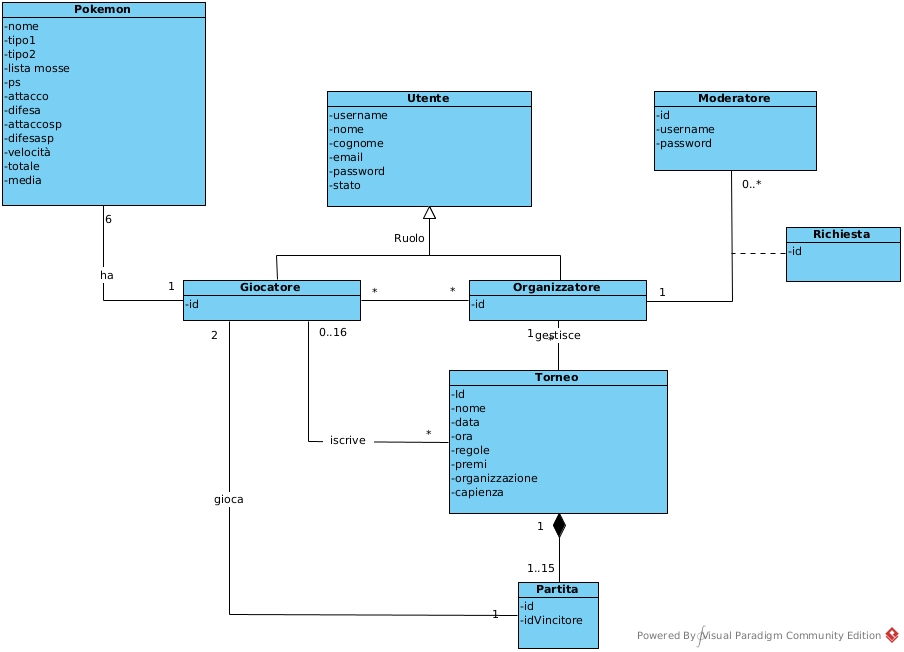 Pokemon
-nome
-tipo1
-tipo2
-lista mosse
-ps
-attacco
-difesa
-attaccosp
-difesasp
-velocità
-totale
-media
Utente
-username
-nome
-cognome
-email
-password
-stato
Moderatore
-id
-username
-password
0..*
6
Ruolo
Richiesta
-id
ha
1
Giocatore
-id
*
*
Organizzatore
-id
1
2
0..16
1
gestisce
*
Torneo
-Id
-nome
-data
-ora
-regole
-premi
-organizzazione
-capienza
iscrive
*
gioca
1
1..15
Partita
-id
-idVincitore
1
Powered By Visual Paradigm Community Edition